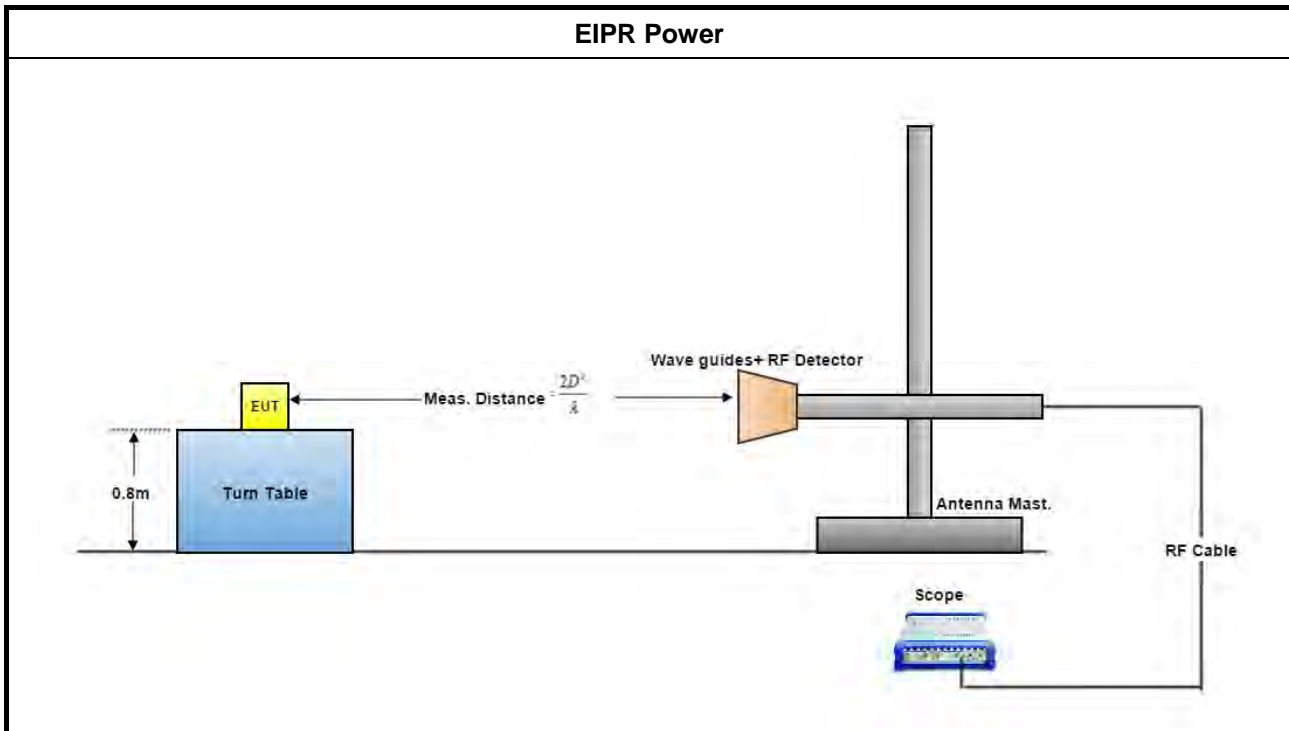 EIPR Power
Wave guides+ RF Detector
EUT
Meas. Distance = 2D²/λ
0.8m
Turn Table
Antenna Mast.
RF Cable
Scope